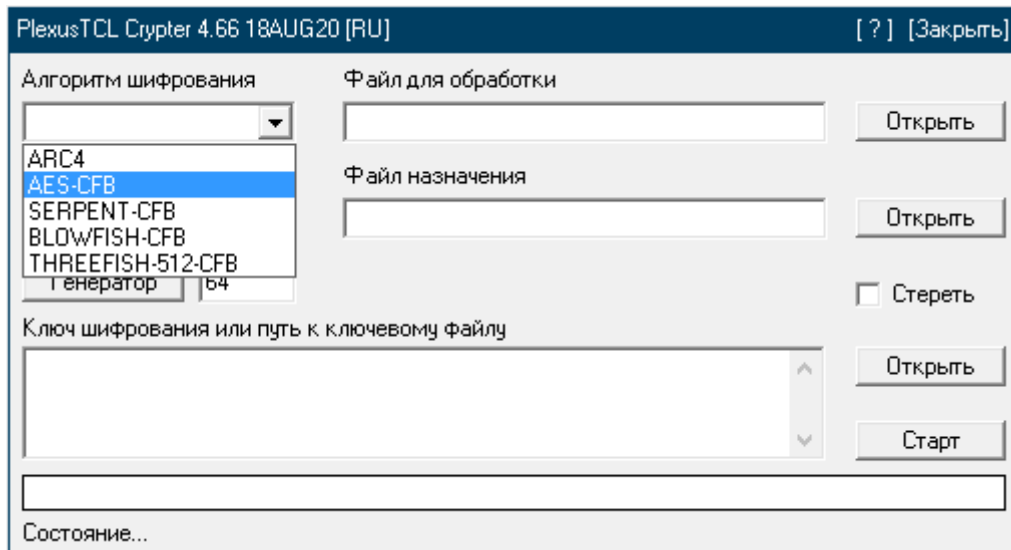 PlexusTCL Crypter 4.66 18AUG20 [RU] [ ? ] [Закрыть]
Алгоритм шифрования
Файл для обработки
Открыть
ARC4
AES-CFB
SERPENT-CFB
BLOWFISH-CFB
THREEFISH-512-CFB
Файл назначения
Открыть
Генератор 64
Стереть
Ключ шифрования или путь к ключевому файлу
Открыть
Старт
Состояние...